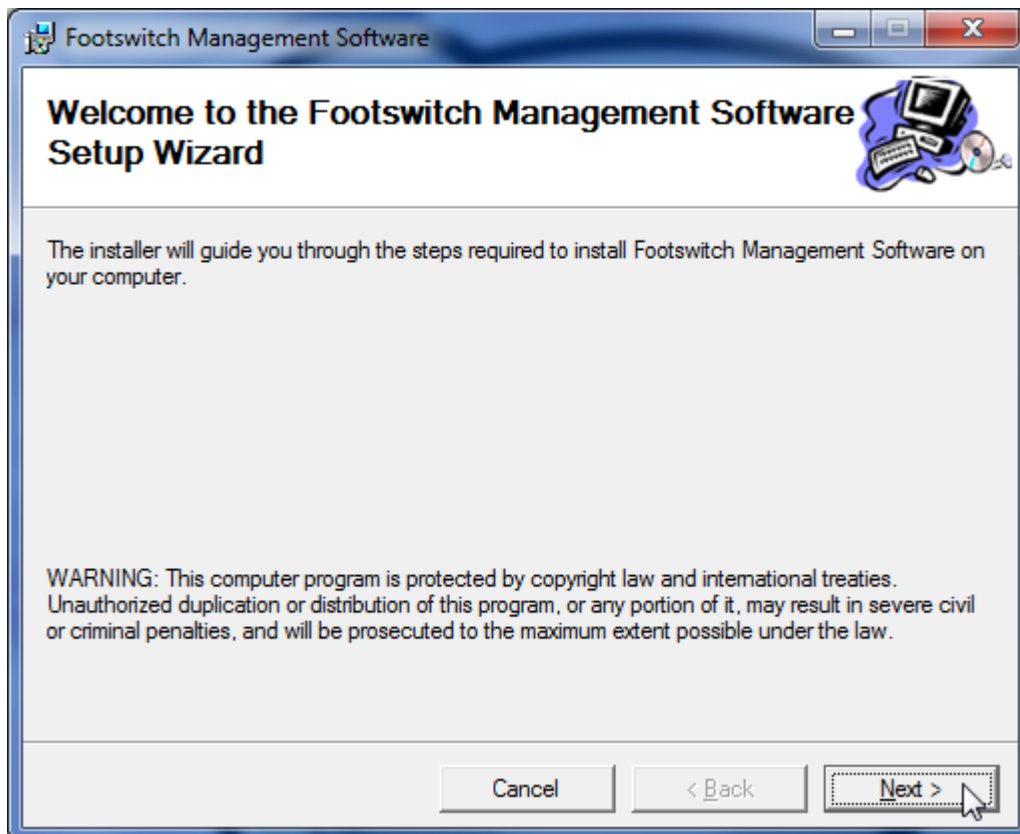 Footswitch Management Software
Welcome to the Footswitch Management Software
Setup Wizard
The installer will guide you through the steps required to install Footswitch Management Software on
your computer.
WARNING: This computer program is protected by copyright law and international treaties.
Unauthorized duplication or distribution of this program, or any portion of it, may result in severe civil
or criminal penalties, and will be prosecuted to the maximum extent possible under the law.
Cancel
< Back
Next >